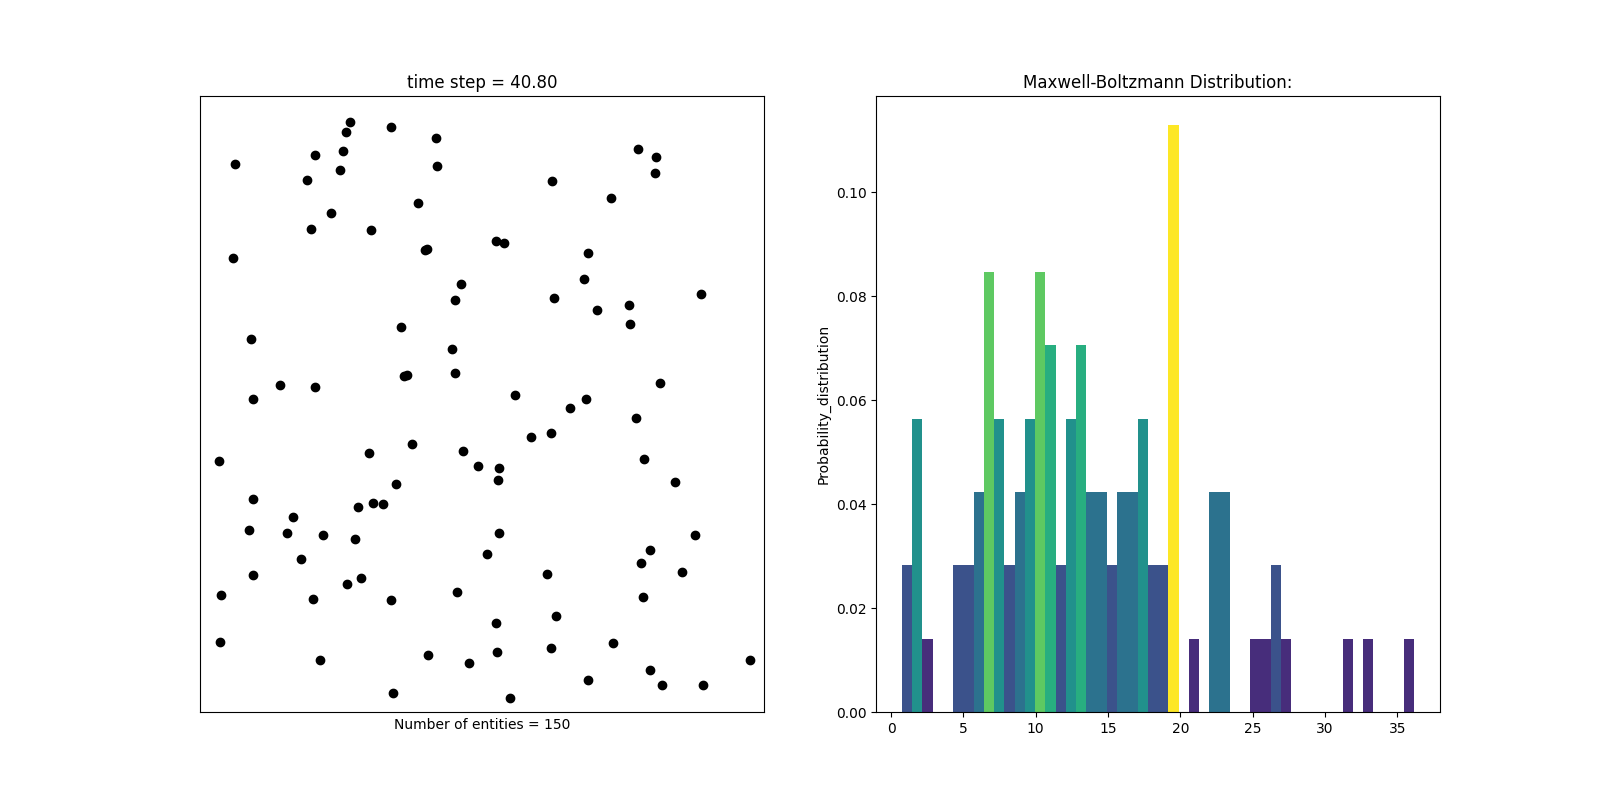 time step = 40.80
Number of entities = 150
Maxwell-Boltzmann Distribution:
Probability_distribution
0.10
0.08
0.06
0.04
0.02
0.00
0 5 10 15 20 25 30 35